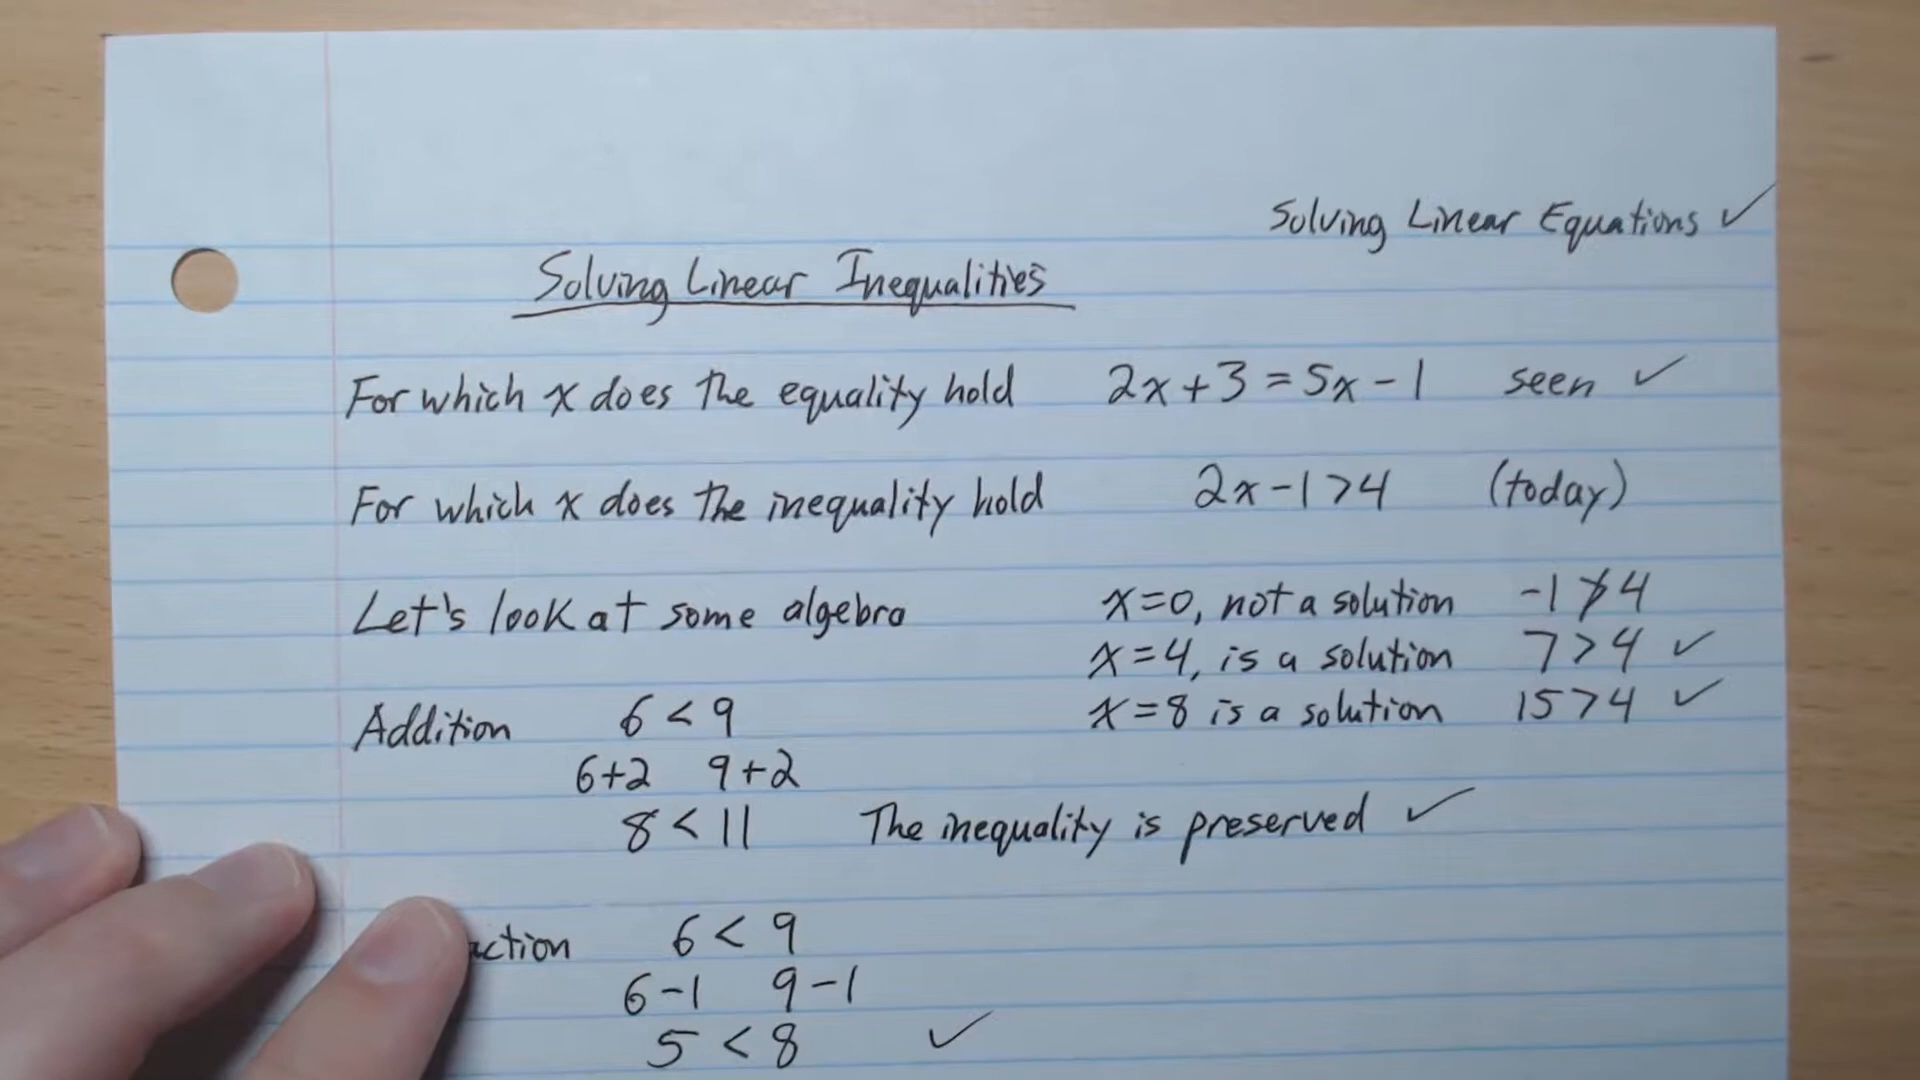 Solving Linear Equations ✓
Solving Linear Inequalities
For which x does the equality hold 2x+3=5x-1 seen ✓
For which x does the inequality hold 2x-1>4 (today)
Let's look at some algebra
x=0, not a solution -1≯4
x=4, is a solution 7>4 ✓
x=8 is a solution 15>4 ✓
Addition 6<9
6+2 9+2
8<11 The inequality is preserved ✓
6<9
6-1 9-1
5<8 ✓